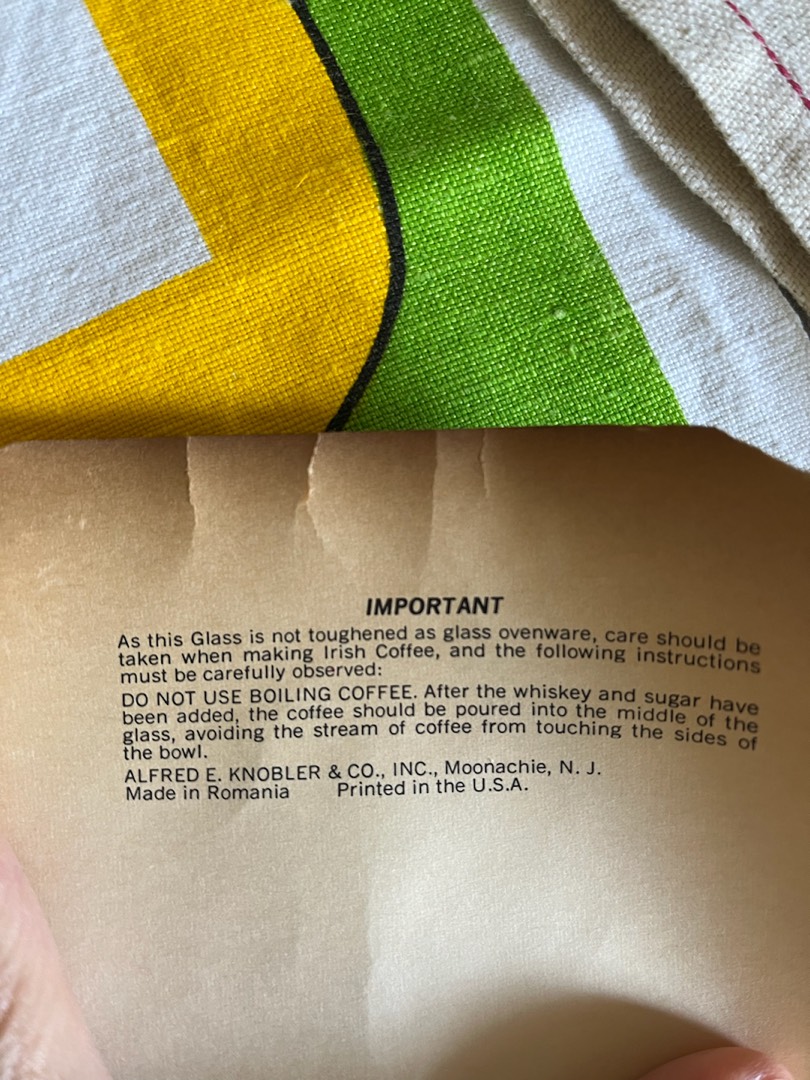 IMPORTANT
As this Glass is not toughened as glass ovenware, care should be
taken when making Irish Coffee, and the following instructions
must be carefully observed:
DO NOT USE BOILING COFFEE. After the whiskey and sugar have
been added, the coffee should be poured into the middle of the
glass, avoiding the stream of coffee from touching the sides of
the bowl.
ALFRED E. KNOBLER & CO., INC., Moonachie, N. J.
Made in Romania Printed in the U.S.A.